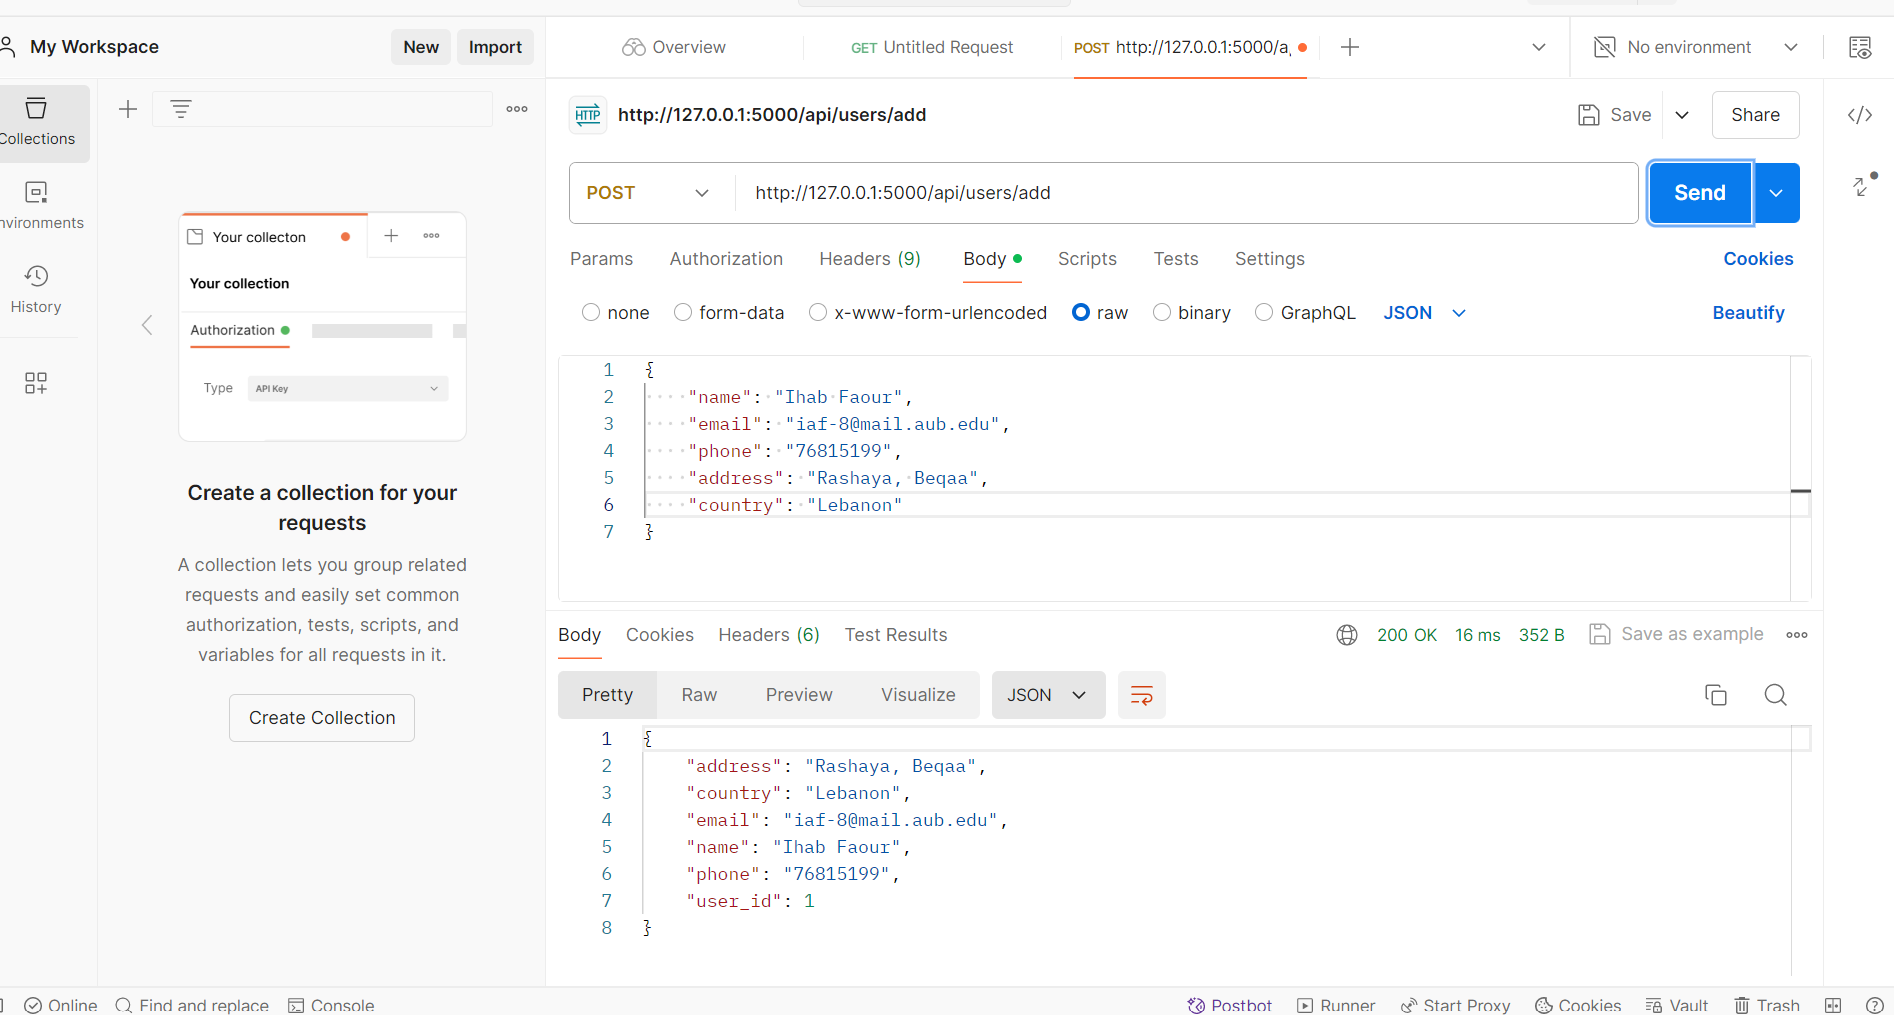 My Workspace
New
Import
Overview
GET Untitled Request
POST http://127.0.0.1:5000/a
No environment
Collections
nvironments
History
Your collecton
Your collection
Authorization
Type
API Key
Create a collection for your
requests
A collection lets you group related
requests and easily set common
authorization, tests, scripts, and
variables for all requests in it.
Create Collection
HTTP
http://127.0.0.1:5000/api/users/add
Save
Share
POST
http://127.0.0.1:5000/api/users/add
Send
Params
Authorization
Headers (9)
Body
Scripts
Tests
Settings
Cookies
none
form-data
x-www-form-urlencoded
raw
binary
GraphQL
JSON
Beautify
1 {
2 "name": "Ihab Faour",
3 "email": "iaf-8@mail.aub.edu",
4 "phone": "76815199",
5 "address": "Rashaya, Beqaa",
6 "country": "Lebanon"
7 }
Body
Cookies
Headers (6)
Test Results
200 OK
16 ms
352 B
Save as example
Pretty
Raw
Preview
Visualize
JSON
1 {
2 "address": "Rashaya, Beqaa",
3 "country": "Lebanon",
4 "email": "iaf-8@mail.aub.edu",
5 "name": "Ihab Faour",
6 "phone": "76815199",
7 "user_id": 1
8 }
Online
Find and replace
Console
Postbot
Runner
Start Proxy
Cookies
Vault
Trash